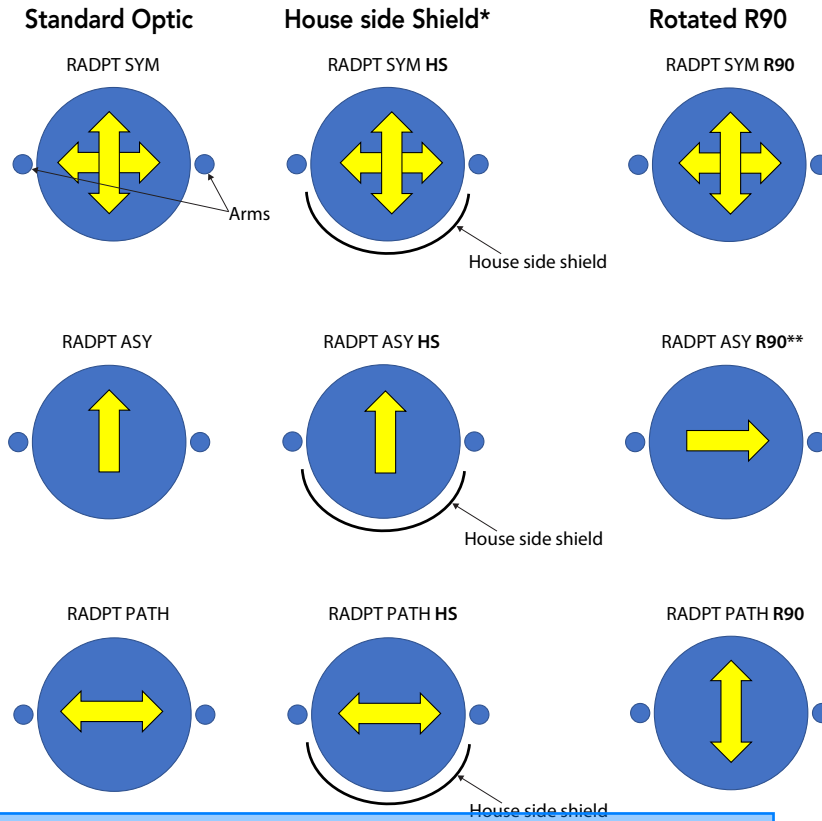 Standard Optic
House side Shield*
Rotated R90
RADPT SYM
RADPT SYM HS
RADPT SYM R90
Arms
House side shield
RADPT ASY
RADPT ASY HS
RADPT ASY R90**
House side shield
RADPT PATH
RADPT PATH HS
RADPT PATH R90
House side shield